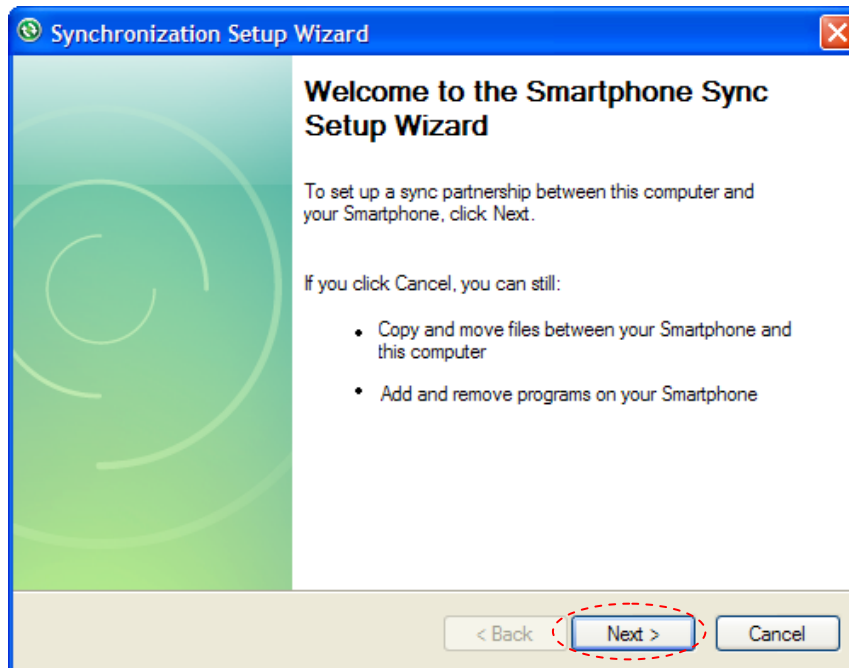 Synchronization Setup Wizard
Welcome to the Smartphone Sync
Setup Wizard
To set up a sync partnership between this computer and
your Smartphone, click Next.
If you click Cancel, you can still:
• Copy and move files between your Smartphone and
this computer
• Add and remove programs on your Smartphone
< Back Next > Cancel